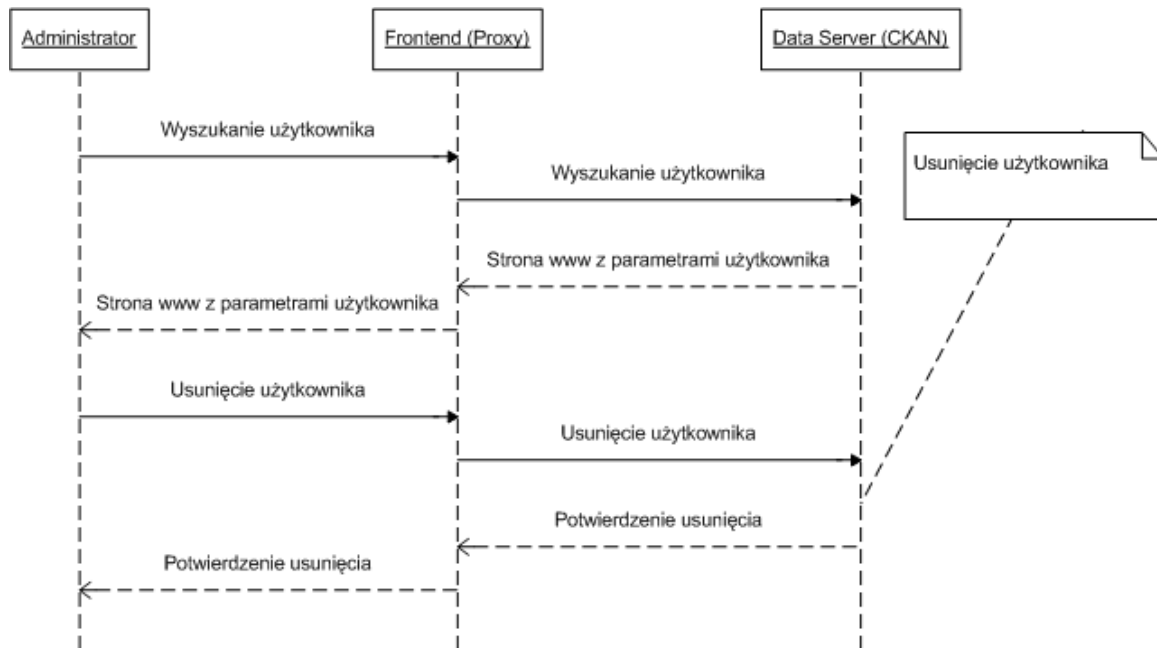 Administrator
Frontend (Proxy)
Data Server (CKAN)
Wyszukanie użytkownika
Wyszukanie użytkownika
Usunięcie użytkownika
Strona www z parametrami użytkownika
Strona www z parametrami użytkownika
Usunięcie użytkownika
Usunięcie użytkownika
Potwierdzenie usunięcia
Potwierdzenie usunięcia